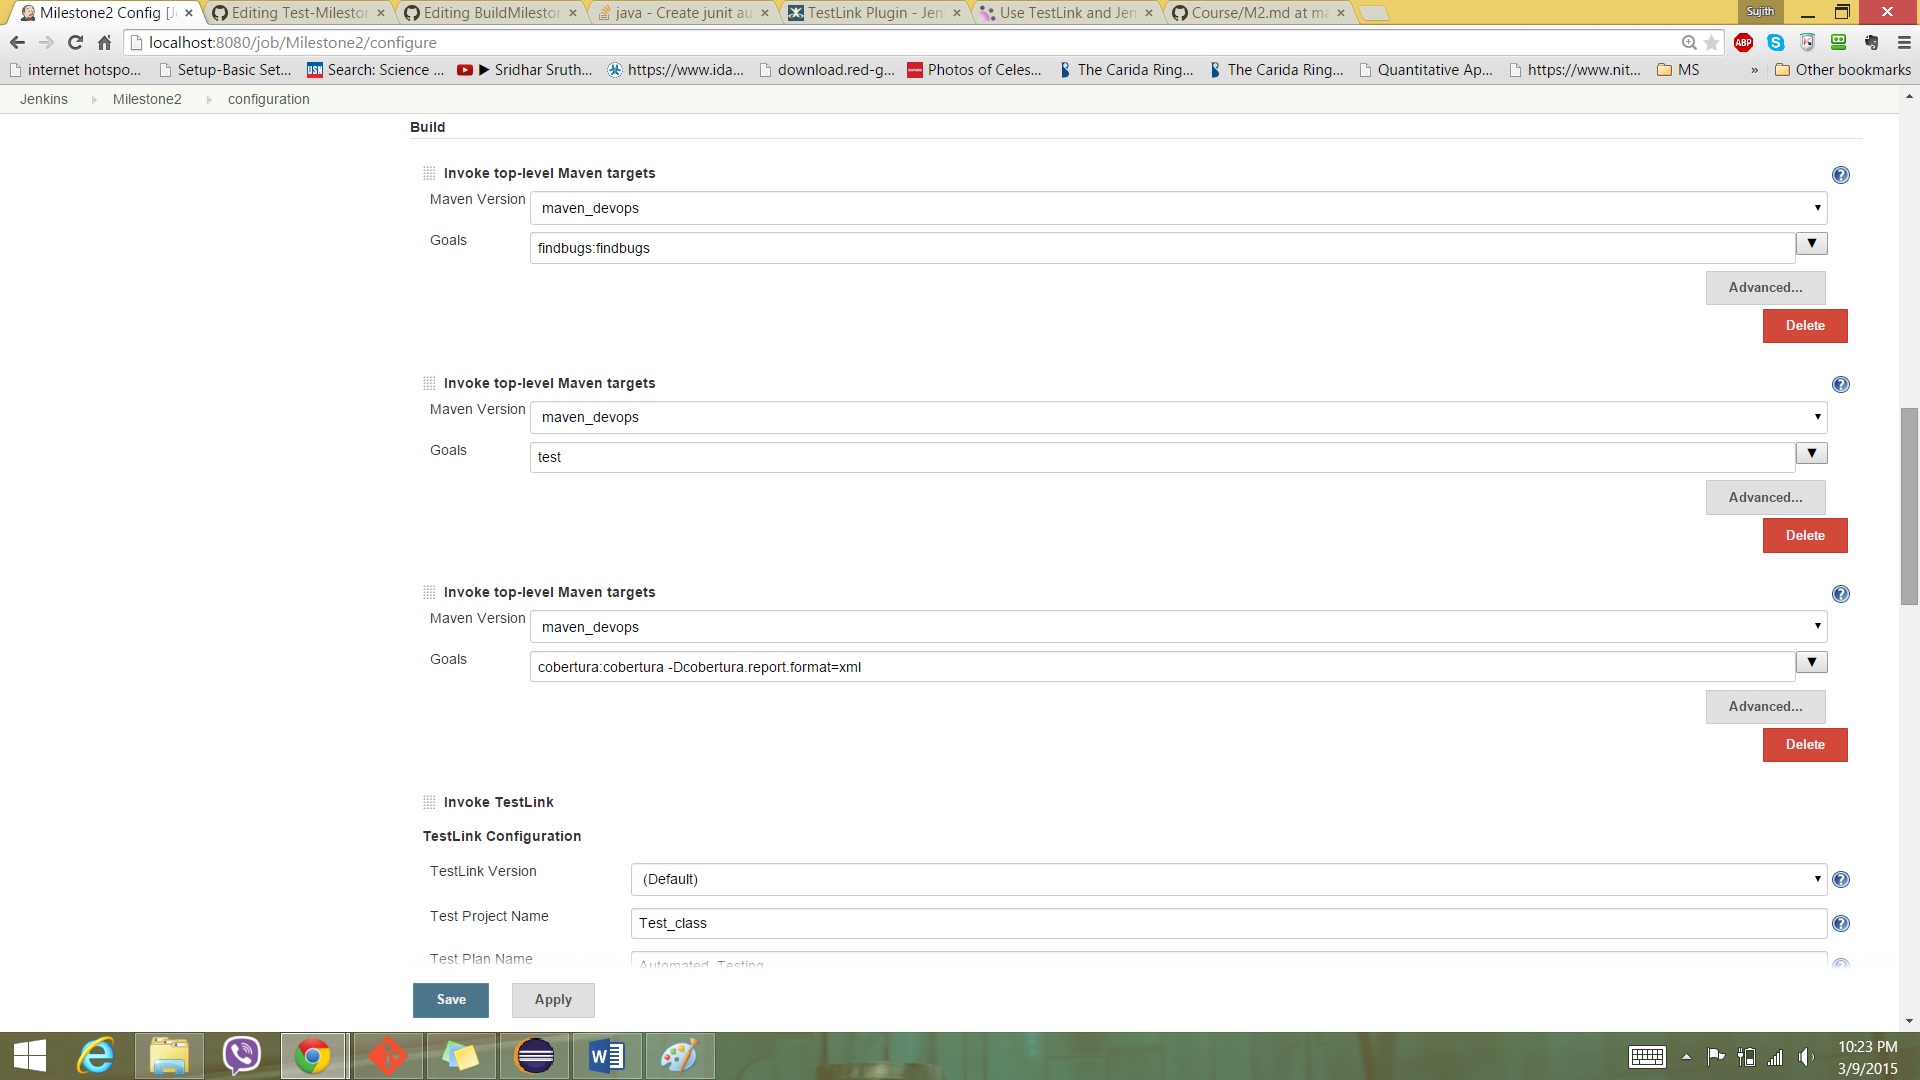 Milestone2 Config [J
Editing Test-Mileston
Editing BuildMileston
java - Create junit au
TestLink Plugin - Jen
Use TestLink and Jen
Course/M2.md at ma
Sujith
localhost:8080/job/Milestone2/configure
ABP
internet hotspo...
Setup-Basic Set...
USN Search: Science ...
▶ Sridhar Sruth...
https://www.ida...
download.red-g...
Photos of Celes...
The Carida Ring...
The Carida Ring...
Quantitative Ap...
https://www.nit...
MS
»
Other bookmarks
Jenkins
Milestone2
configuration
Build
Invoke top-level Maven targets
Maven Version
maven_devops
Goals
findbugs:findbugs
Advanced...
Delete
Invoke top-level Maven targets
Maven Version
maven_devops
Goals
test
Advanced...
Delete
Invoke top-level Maven targets
Maven Version
maven_devops
Goals
cobertura:cobertura -Dcobertura.report.format=xml
Advanced...
Delete
Invoke TestLink
TestLink Configuration
TestLink Version
(Default)
Test Project Name
Test_class
Test Plan Name
Automated_Testing
Save
Apply
10:23 PM
3/9/2015